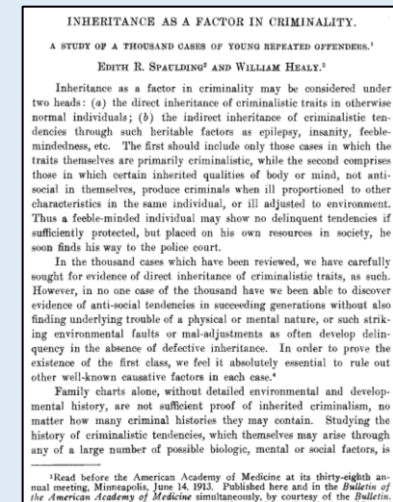 INHERITANCE AS A FACTOR IN CRIMINALITY.
A STUDY OF A THOUSAND CASES OF YOUNG REPEATED OFFENDERS.¹
EDITH R. SPAULDING² AND WILLIAM HEALY.³
Inheritance as a factor in criminality may be considered under
two heads: (a) the direct inheritance of criminalistic traits in otherwise
normal individuals; (b) the indirect inheritance of criminalistic ten-
dencies through such heritable factors as epilepsy, insanity, feeble-
mindedness, etc. The first should include only those cases in which the
traits themselves are primarily criminalistic, while the second comprises
those in which certain inherited qualities of body or mind, not anti-
social in themselves, produce criminals when ill proportioned to other
characteristics in the same individual, or ill adjusted to environment.
Thus a feeble-minded individual may show no delinquent tendencies if
sufficiently protected, but placed on his own resources in society, he
soon finds his way to the police court.
In the thousand cases which have been reviewed, we have carefully
sought for evidence of direct inheritance of criminalistic traits, as such.
However, in no one case of the thousand have we been able to discover
evidence of anti-social tendencies in succeeding generations without also
finding underlying trouble of a physical or mental nature, or such strik-
ing environmental faults or mal-adjustments as often develop delin-
quency in the absence of defective inheritance. In order to prove the
existence of the first class, we feel it absolutely essential to rule out
other well-known causative factors in each case.⁴
Family charts alone, without detailed environmental and develop-
mental history, are not sufficient proof of inherited criminalism, no
matter how many criminal histories they may contain. Studying the
history of criminalistic tendencies, which themselves may arise through
any of a large number of possible biologic, mental or social factors, is
¹Read before the American Academy of Medicine at its thirty-eighth an-
nual meeting, Minneapolis, June 14, 1913. Published here and in the Bulletin of
the American Academy of Medicine simultaneously, by courtesy of the Bulletin.